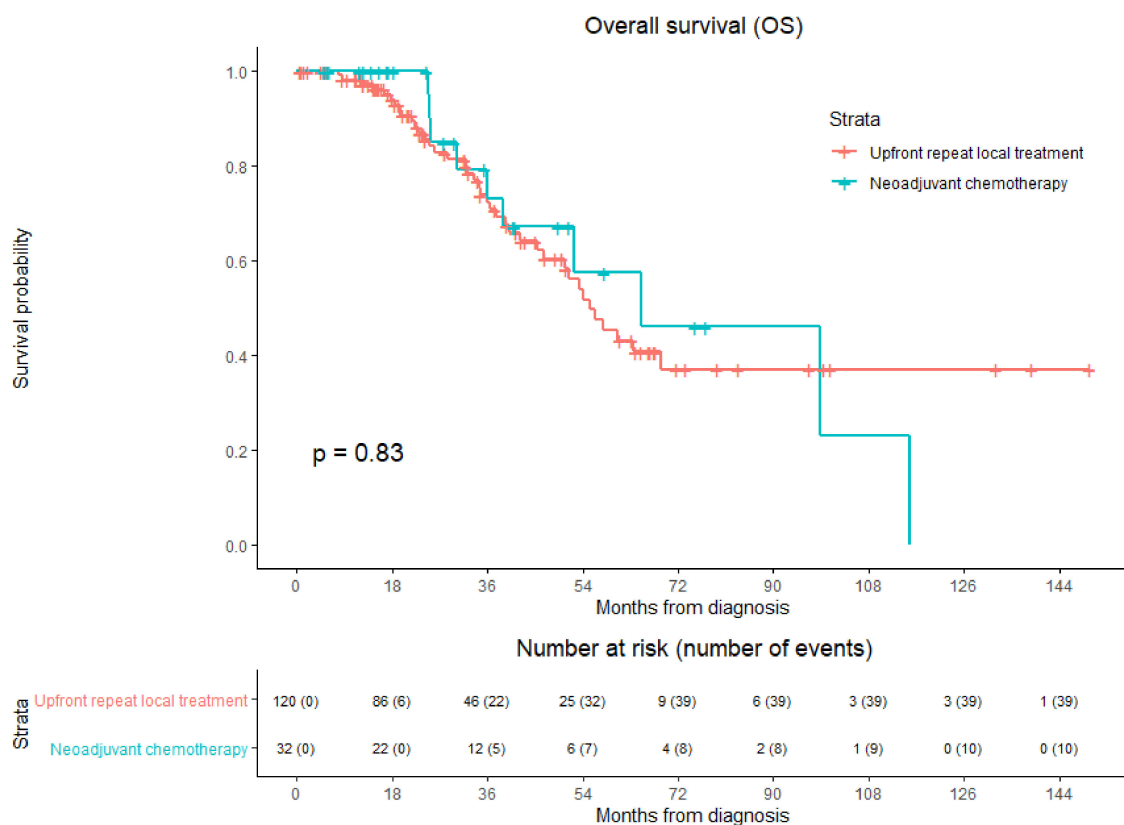 Overall survival (OS)
Survival probability
1.0
0.8
0.6
0.4
0.2
0.0
Strata
Upfront repeat local treatment
Neoadjuvant chemotherapy
p = 0.83
0 18 36 54 72 90 108 126 144
Months from diagnosis
Number at risk (number of events)
Strata
Upfront repeat local treatment 120 (0) 86 (6) 46 (22) 25 (32) 9 (39) 6 (39) 3 (39) 3 (39) 1 (39)
Neoadjuvant chemotherapy 32 (0) 22 (0) 12 (5) 6 (7) 4 (8) 2 (8) 1 (9) 0 (10) 0 (10)
0 18 36 54 72 90 108 126 144
Months from diagnosis